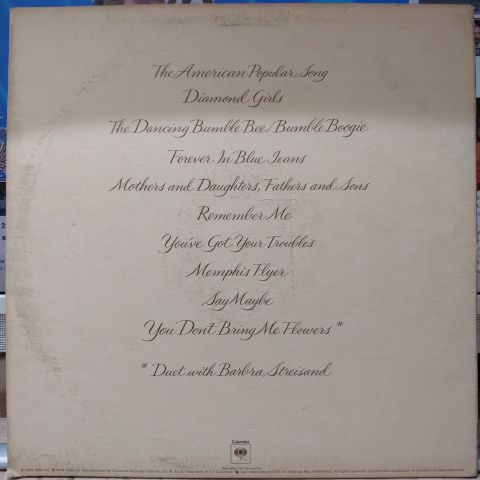 The American Popular Song
Diamond Girls
The Dancing Bumble Bee/Bumble Boogie
Forever In Blue Jeans
Mothers and Daughters, Fathers and Sons
Remember Me
You've Got Your Troubles
Memphis Flyer
Say Maybe
You Don't Bring Me Flowers *
* Duet with Barbra Streisand
Columbia